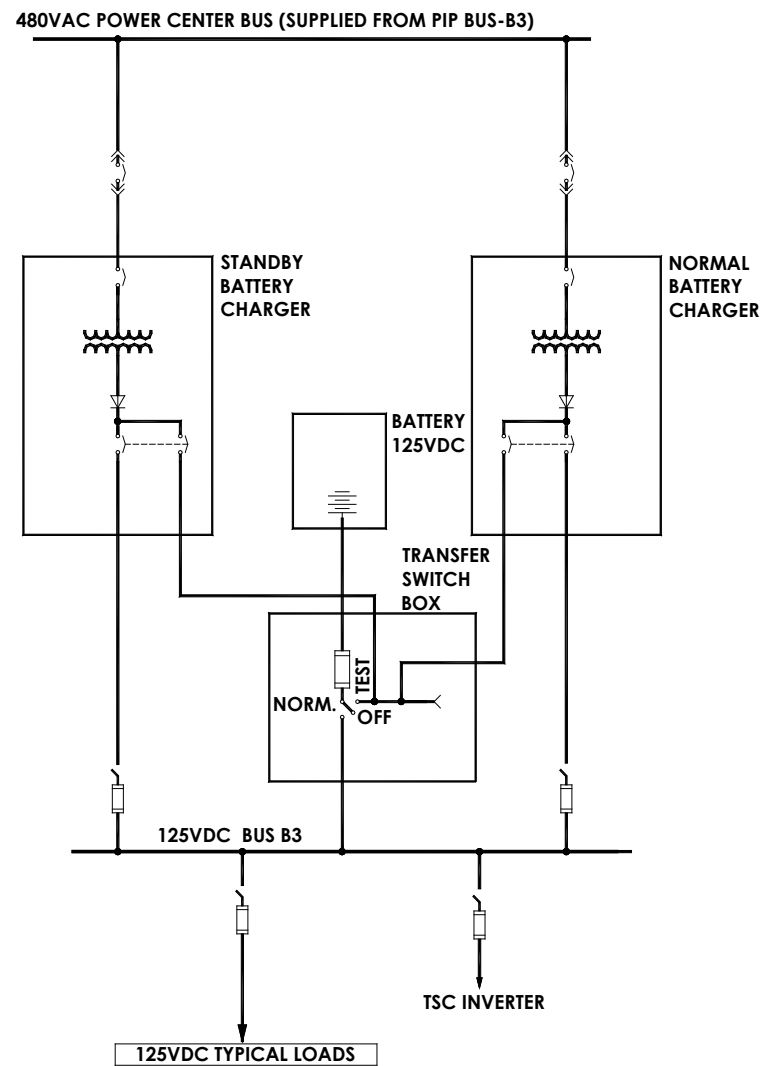 480VAC POWER CENTER BUS (SUPPLIED FROM PIP BUS-B3)
STANDBY
BATTERY
CHARGER
NORMAL
BATTERY
CHARGER
BATTERY
125VDC
TRANSFER
SWITCH
BOX
TEST
NORM.
OFF
125VDC BUS B3
TSC INVERTER
125VDC TYPICAL LOADS